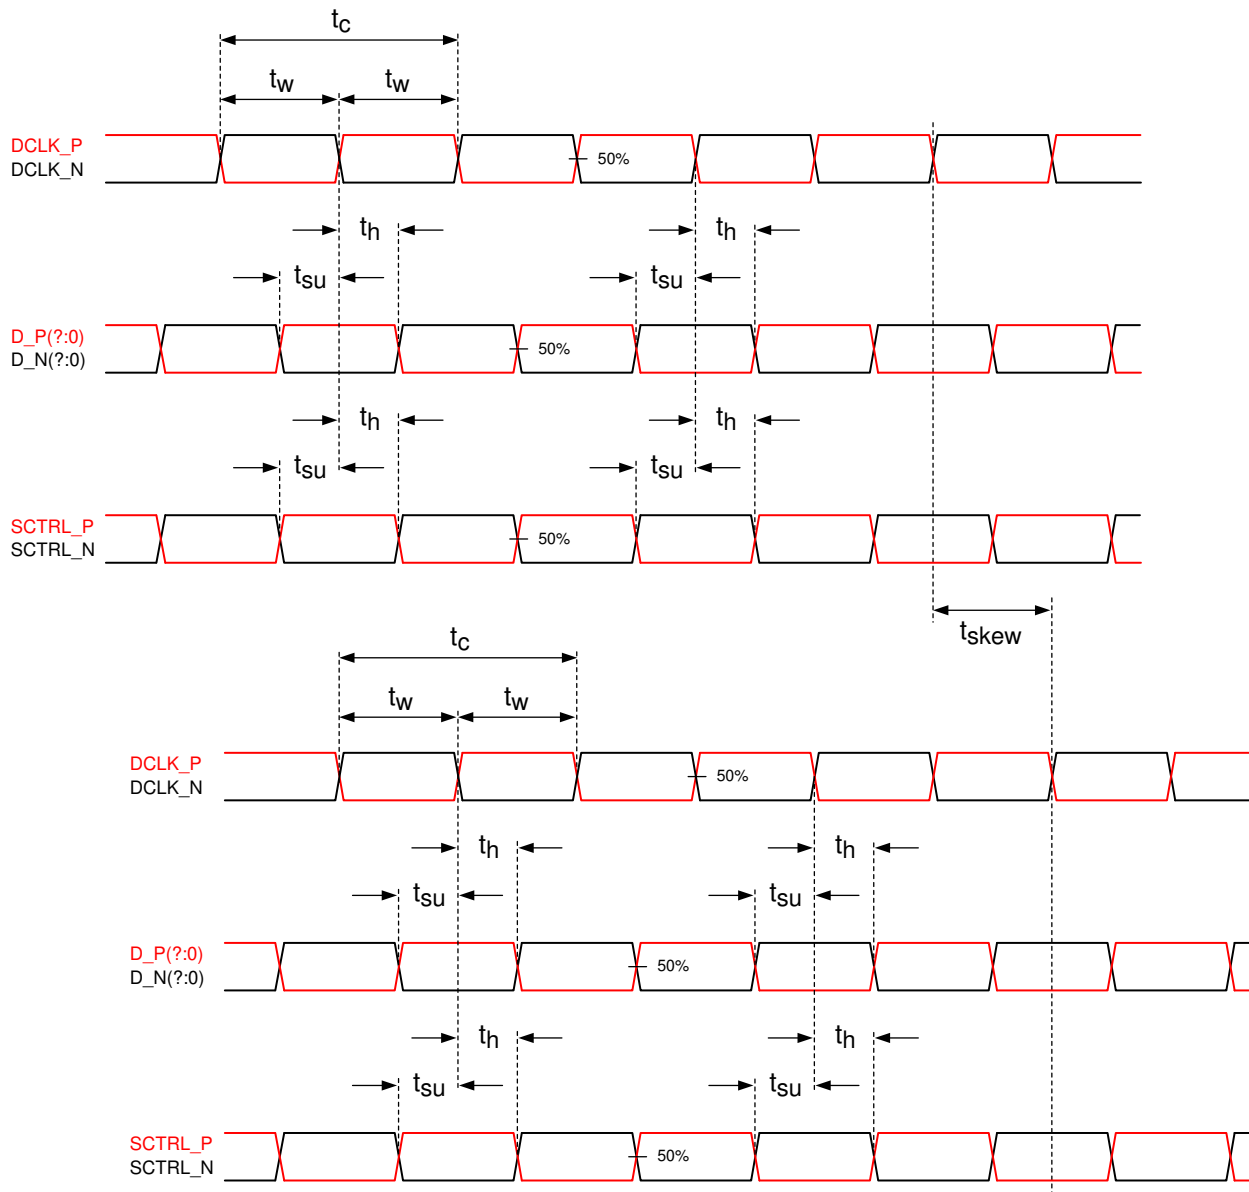 tc
tw tw
DCLK_P
DCLK_N
50%
th th
tsu tsu
D_P(?:0)
D_N(?:0)
50%
th th
tsu tsu
SCTRL_P
SCTRL_N
50%
tskew
tc
tw tw
DCLK_P
DCLK_N
50%
th th
tsu tsu
D_P(?:0)
D_N(?:0)
50%
th th
tsu tsu
SCTRL_P
SCTRL_N
50%